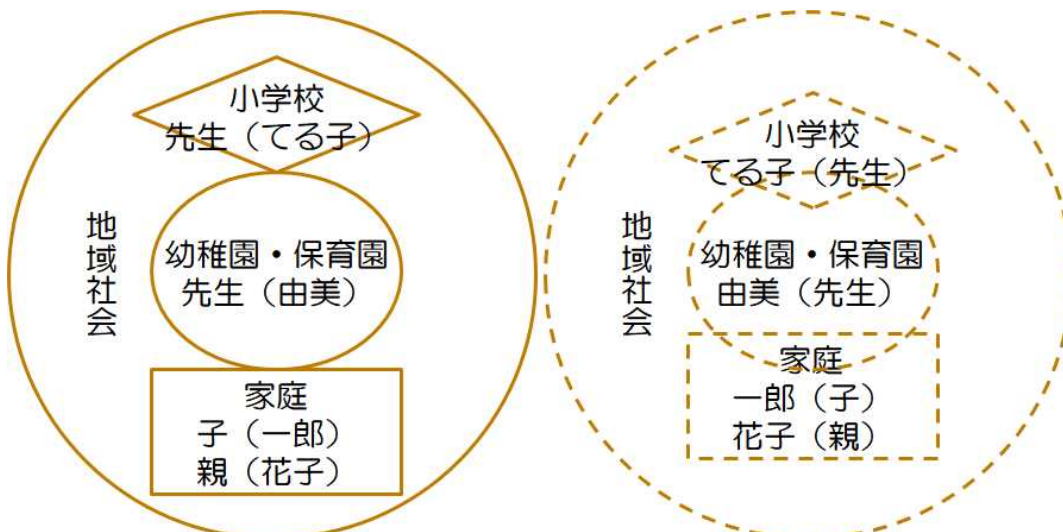 小学校
先生（てる子）
地域社会
幼稚園・保育園
先生（由美）
家庭
子（一郎）
親（花子）
小学校
てる子（先生）
地域社会
幼稚園・保育園
由美（先生）
家庭
一郎（子）
花子（親）